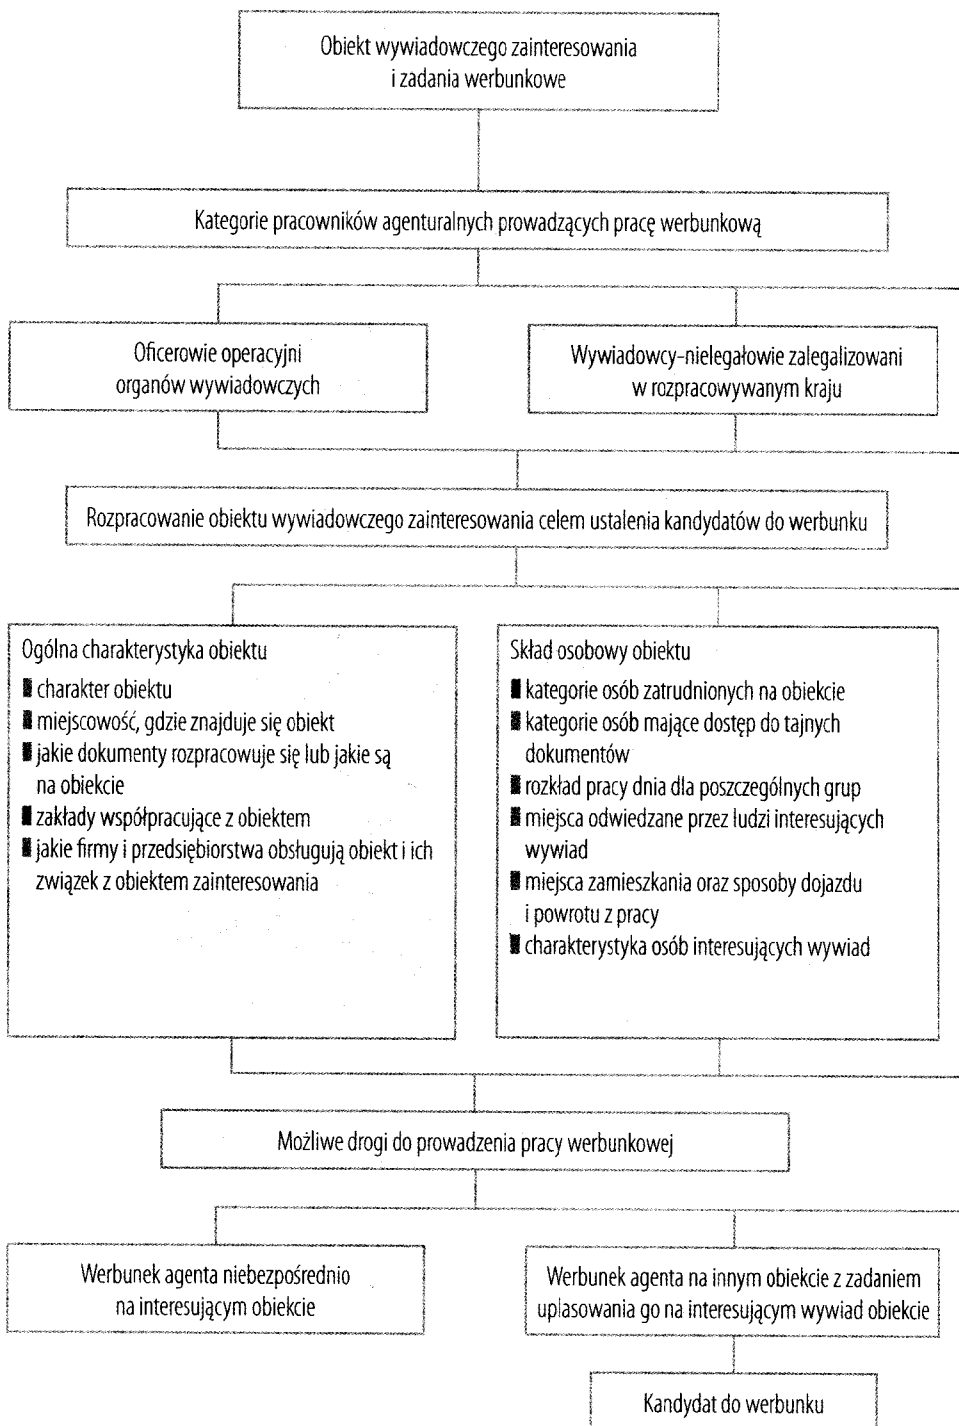 Obiekt wywiadowczego zainteresowania
i zadania werbunkowe
Kategorie pracowników agenturalnych prowadzących pracę werbunkową
Oficerowie operacyjni
organów wywiadowczych
Wywiadowcy-nielegałowie zalegalizowani
w rozpracowywanym kraju
Rozpracowanie obiektu wywiadowczego zainteresowania celem ustalenia kandydatów do werbunku
Ogólna charakterystyka obiektu
charakter obiektu
miejscowość, gdzie znajduje się obiekt
jakie dokumenty rozpracowuje się lub jakie są
na obiekcie
zakłady współpracujące z obiektem
jakie firmy i przedsiębiorstwa obsługują obiekt i ich
związek z obiektem zainteresowania
Skład osobowy obiektu
kategorie osób zatrudnionych na obiekcie
kategorie osób mające dostęp do tajnych
dokumentów
rozkład pracy dnia dla poszczególnych grup
miejsca odwiedzane przez ludzi interesujących
wywiad
miejsca zamieszkania oraz sposoby dojazdu
i powrotu z pracy
charakterystyka osób interesujących wywiad
Możliwe drogi do prowadzenia pracy werbunkowej
Werbunek agenta niebezpośrednio
na interesującym obiekcie
Werbunek agenta na innym obiekcie z zadaniem
uplasowania go na interesującym wywiad obiekcie
Kandydat do werbunku